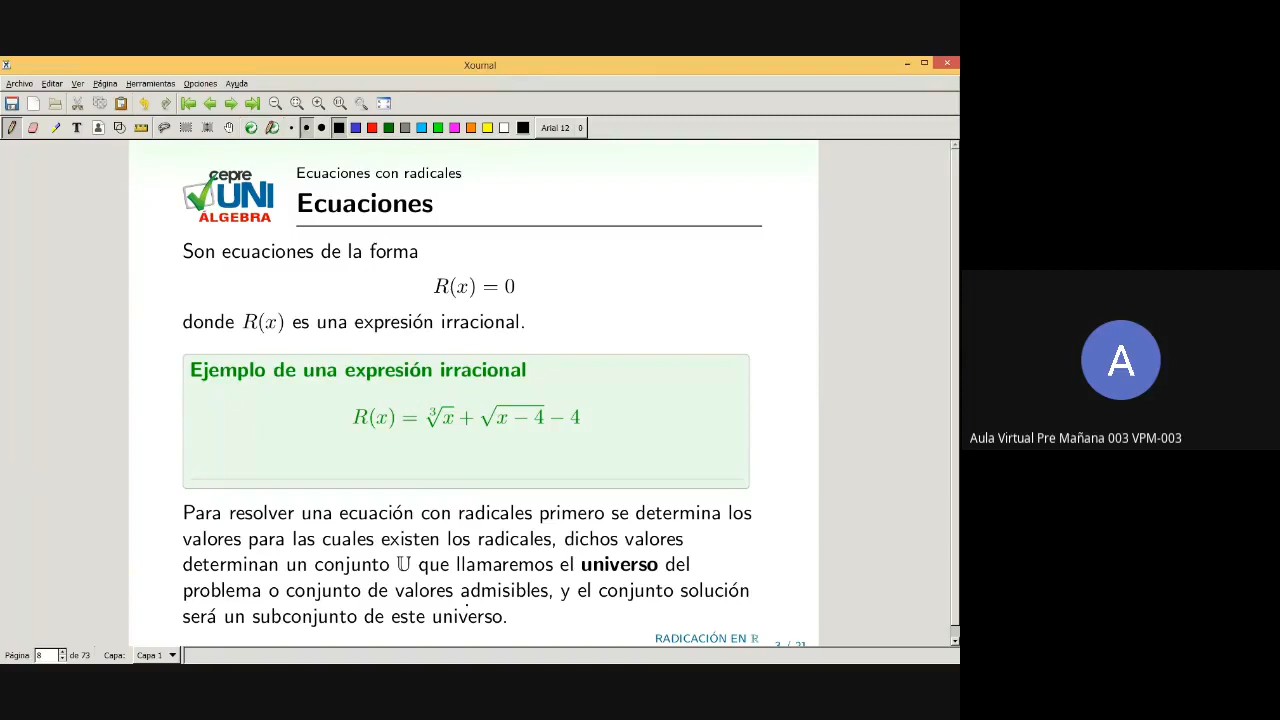 Xournal
Archivo Editar Ver Página Herramientas Opciones Ayuda
Arial 12 0
cepre
UNI
ÁLGEBRA
Ecuaciones con radicales
Ecuaciones
Son ecuaciones de la forma
R(x) = 0
donde R(x) es una expresión irracional.
Ejemplo de una expresión irracional
R(x) = ∛x + √(x − 4) − 4
Para resolver una ecuación con radicales primero se determina los
valores para las cuales existen los radicales, dichos valores
determinan un conjunto 𝕌 que llamaremos el universo del
problema o conjunto de valores admisibles, y el conjunto solución
será un subconjunto de este universo.
RADICACIÓN EN ℝ
3 / 21
Página 8 de 73 Capa: Capa 1
A
Aula Virtual Pre Mañana 003 VPM-003